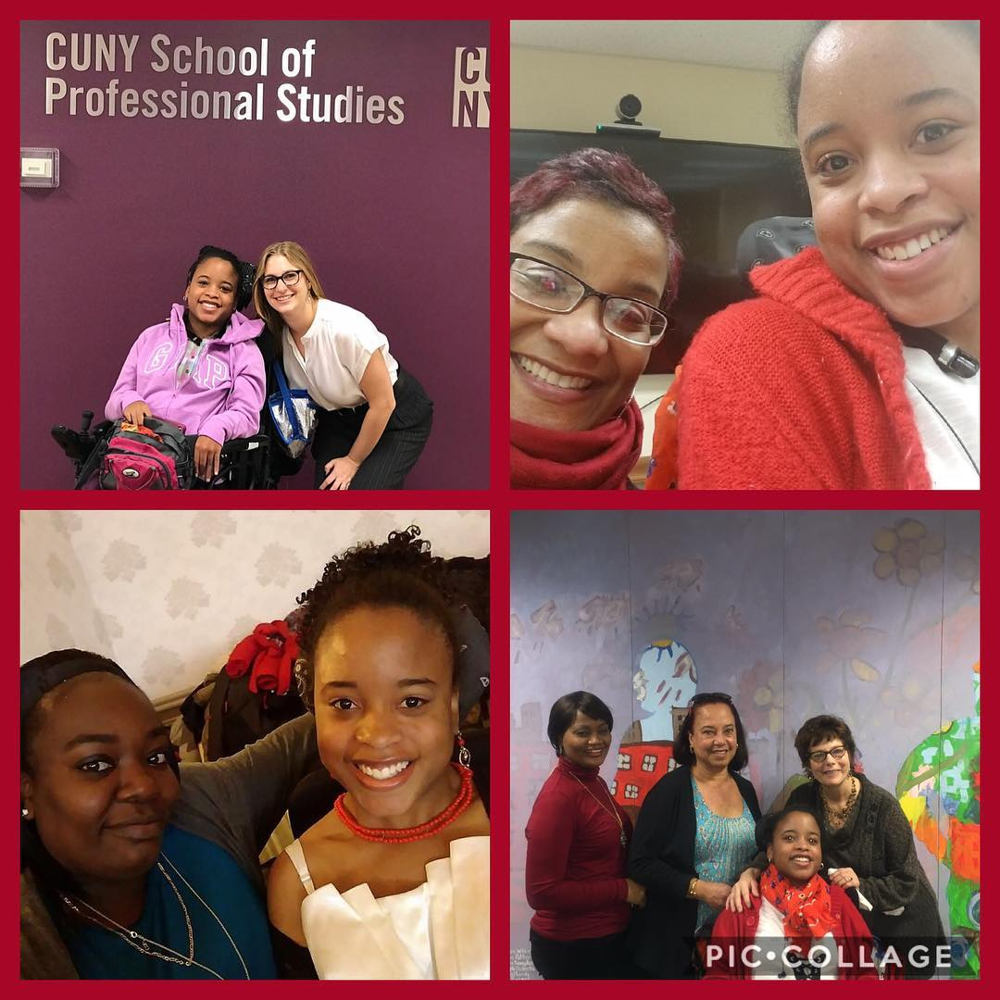 CUNY School of
Professional Studies
CU
NY
GAP
PIC•COLLAGE